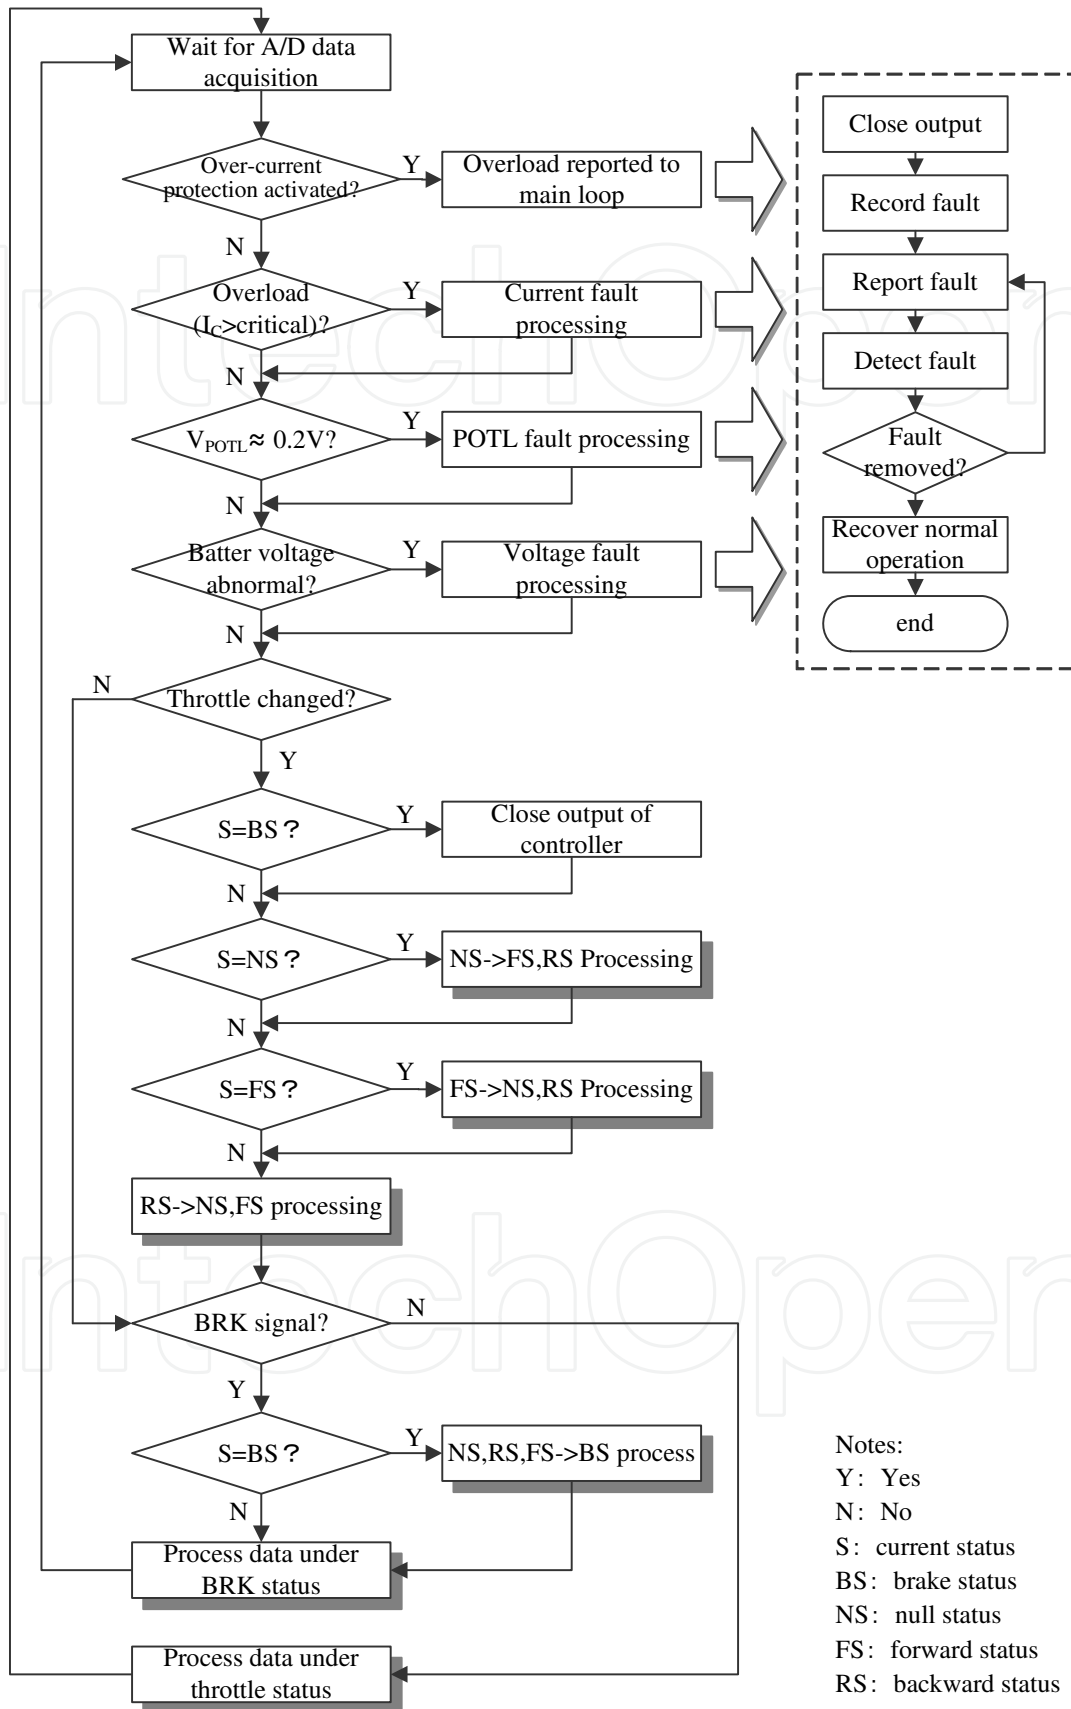 Wait for A/D data
acquisition
Over-current
protection activated?
Y
Overload reported to
main loop
N
Overload
(IC>critical)?
Y
Current fault
processing
N
VPOTL≈ 0.2V?
Y
POTL fault processing
N
Batter voltage
abnormal?
Y
Voltage fault
processing
N
Throttle changed?
N
Y
S=BS？
Y
Close output of
controller
N
S=NS？
Y
NS->FS,RS Processing
N
S=FS？
Y
FS->NS,RS Processing
N
RS->NS,FS processing
BRK signal?
N
Y
S=BS？
Y
NS,RS,FS->BS process
N
Process data under
BRK status
Process data under
throttle status
Close output
Record fault
Report fault
Detect fault
Fault
removed?
Recover normal
operation
end
Notes:
Y: Yes
N: No
S: current status
BS: brake status
NS: null status
FS: forward status
RS: backward status
IntechOpen
IntechOpen